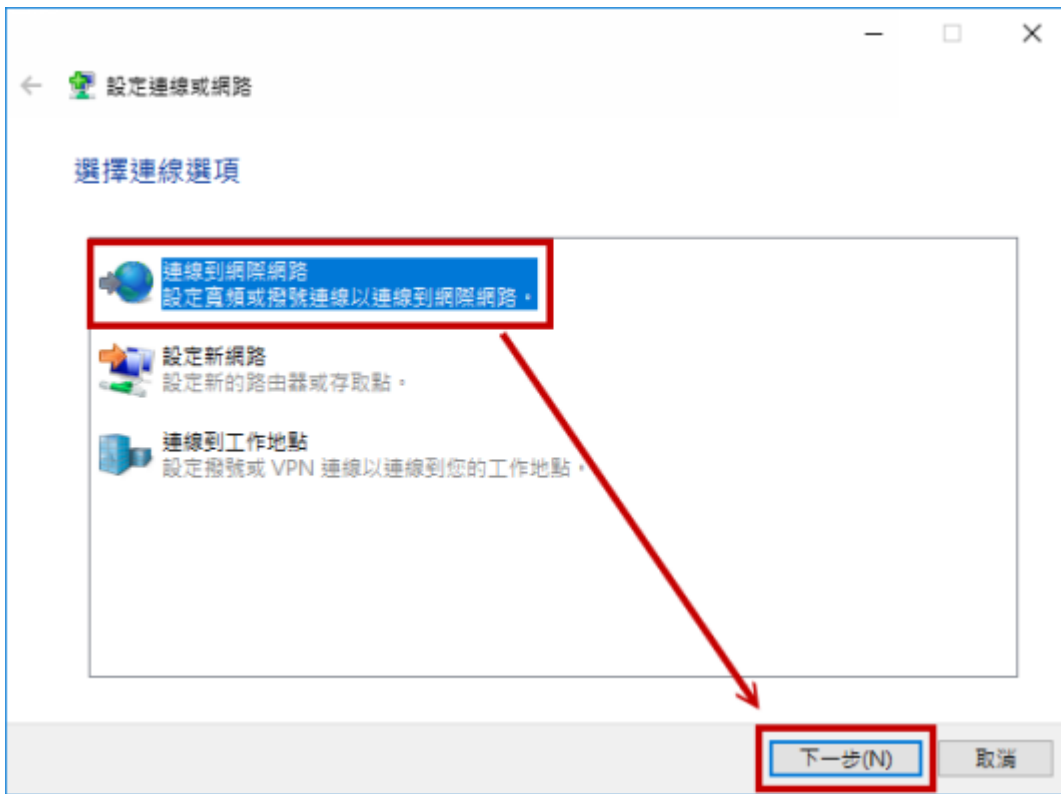 設定連線或網路
選擇連線選項
連線到網際網路
設定寬頻或撥號連線以連線到網際網路。
設定新網路
設定新的路由器或存取點。
連線到工作地點
設定撥號或 VPN 連線以連線到您的工作地點。
下一步(N)
取消